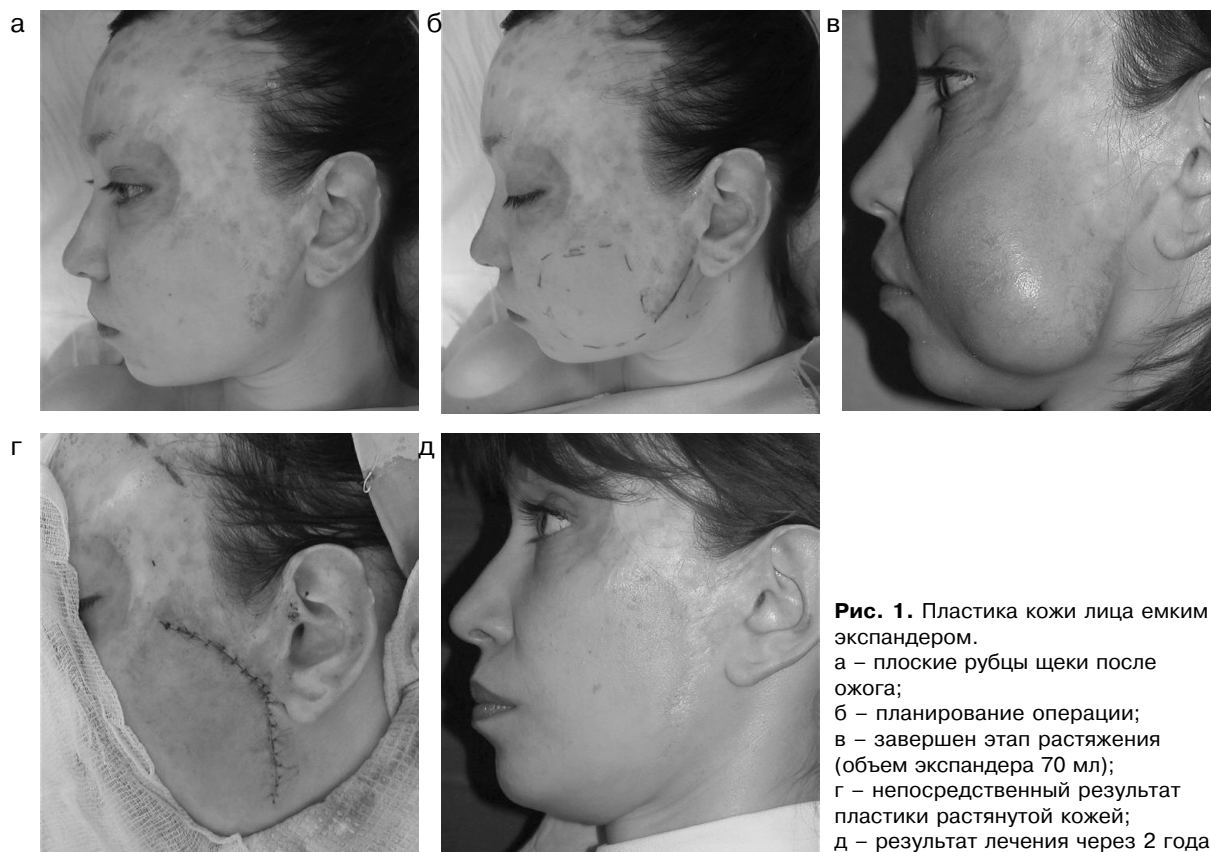 а
б
в
г
д
Рис. 1. Пластика кожи лица емким
экспандером.
а – плоские рубцы щеки после
ожога;
б – планирование операции;
в – завершен этап растяжения
(объем экспандера 70 мл);
г – непосредственный результат
пластики растянутой кожей;
д – результат лечения через 2 года